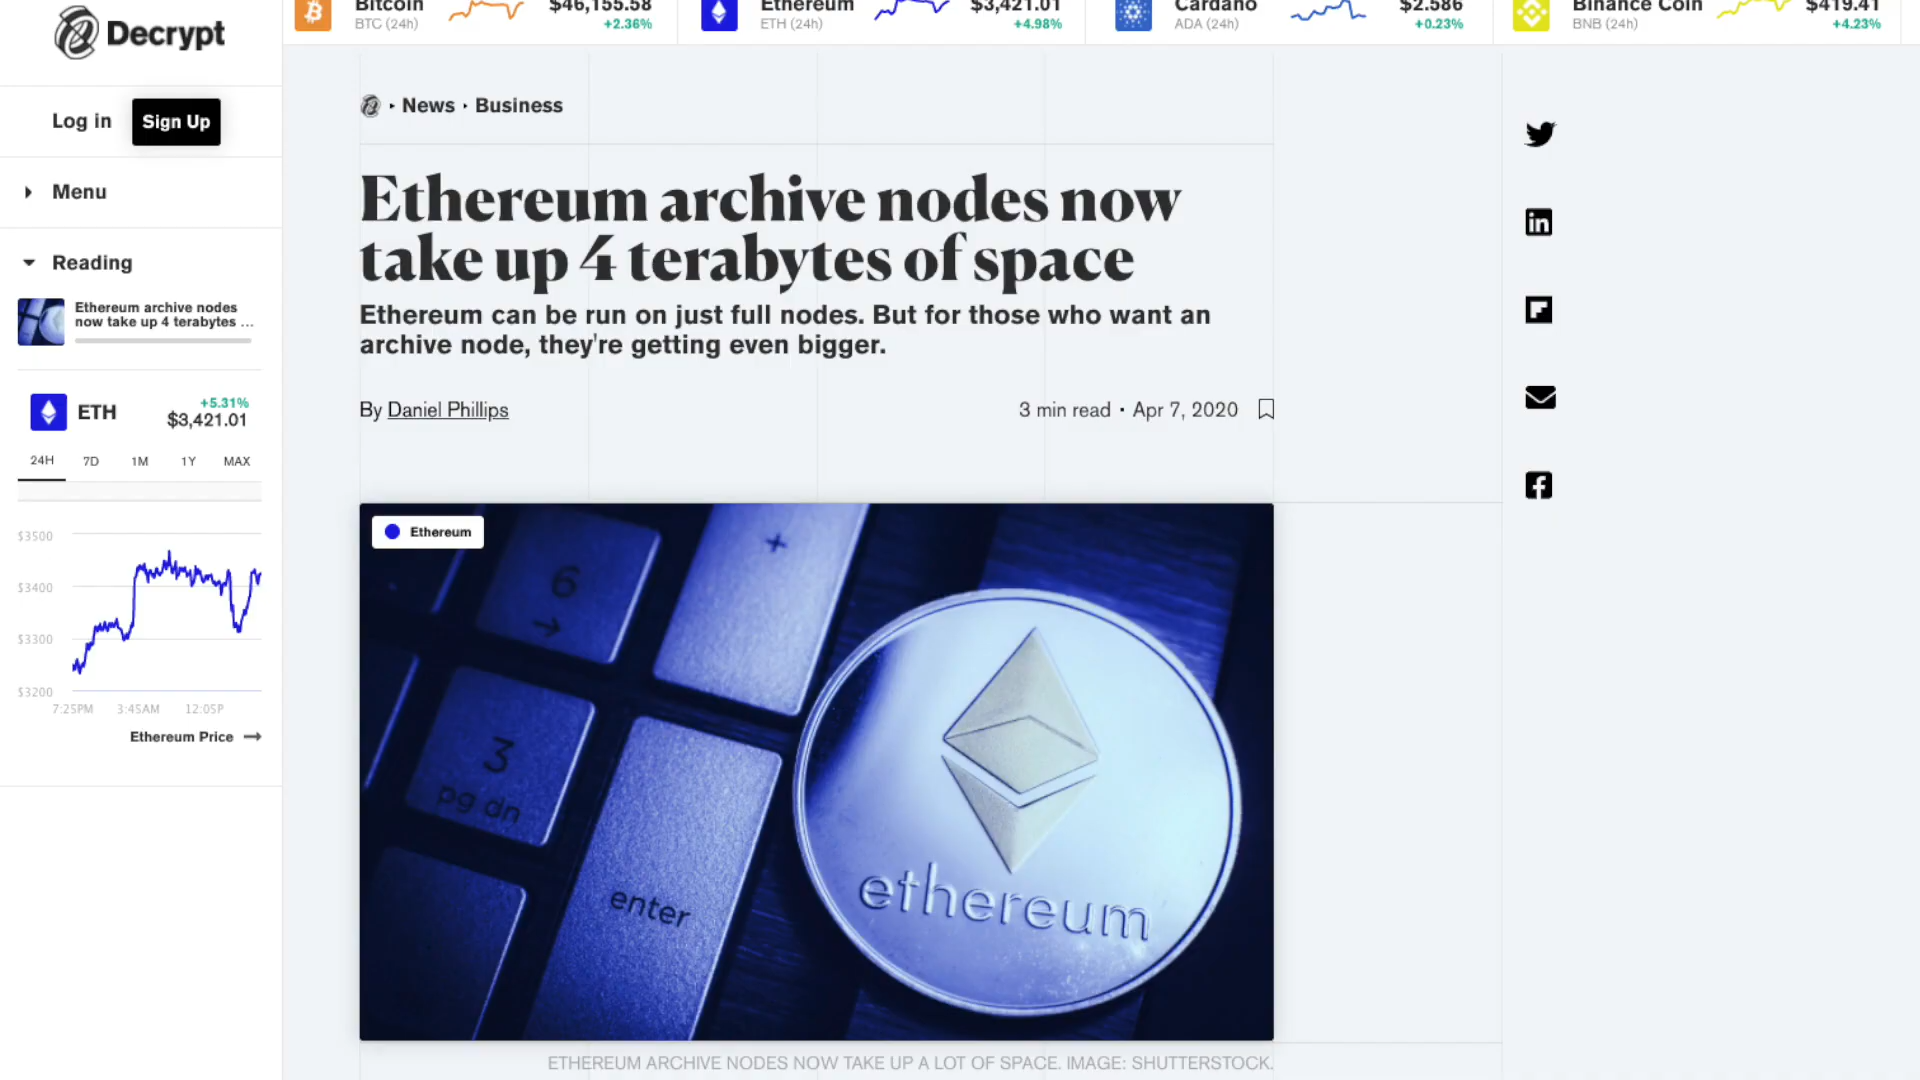 Decrypt
Bitcoin $46,155.58
BTC (24h) +2.36%
Ethereum $3,421.01
ETH (24h) +4.98%
Cardano $2.586
ADA (24h) +0.23%
Binance Coin $419.41
BNB (24h) +4.23%
Log in Sign Up
Menu
Reading
Ethereum archive nodes
now take up 4 terabytes ...
ETH +5.31%
$3,421.01
24H 7D 1M 1Y MAX
$3500
$3400
$3300
$3200
7:25PM 3:45AM 12:05P
Ethereum Price
News • Business
Ethereum archive nodes now
take up 4 terabytes of space
Ethereum can be run on just full nodes. But for those who want an
archive node, they're getting even bigger.
By Daniel Phillips 3 min read • Apr 7, 2020
Ethereum
6
+
3
pg dn
enter
ethereum
ETHEREUM ARCHIVE NODES NOW TAKE UP A LOT OF SPACE. IMAGE: SHUTTERSTOCK.